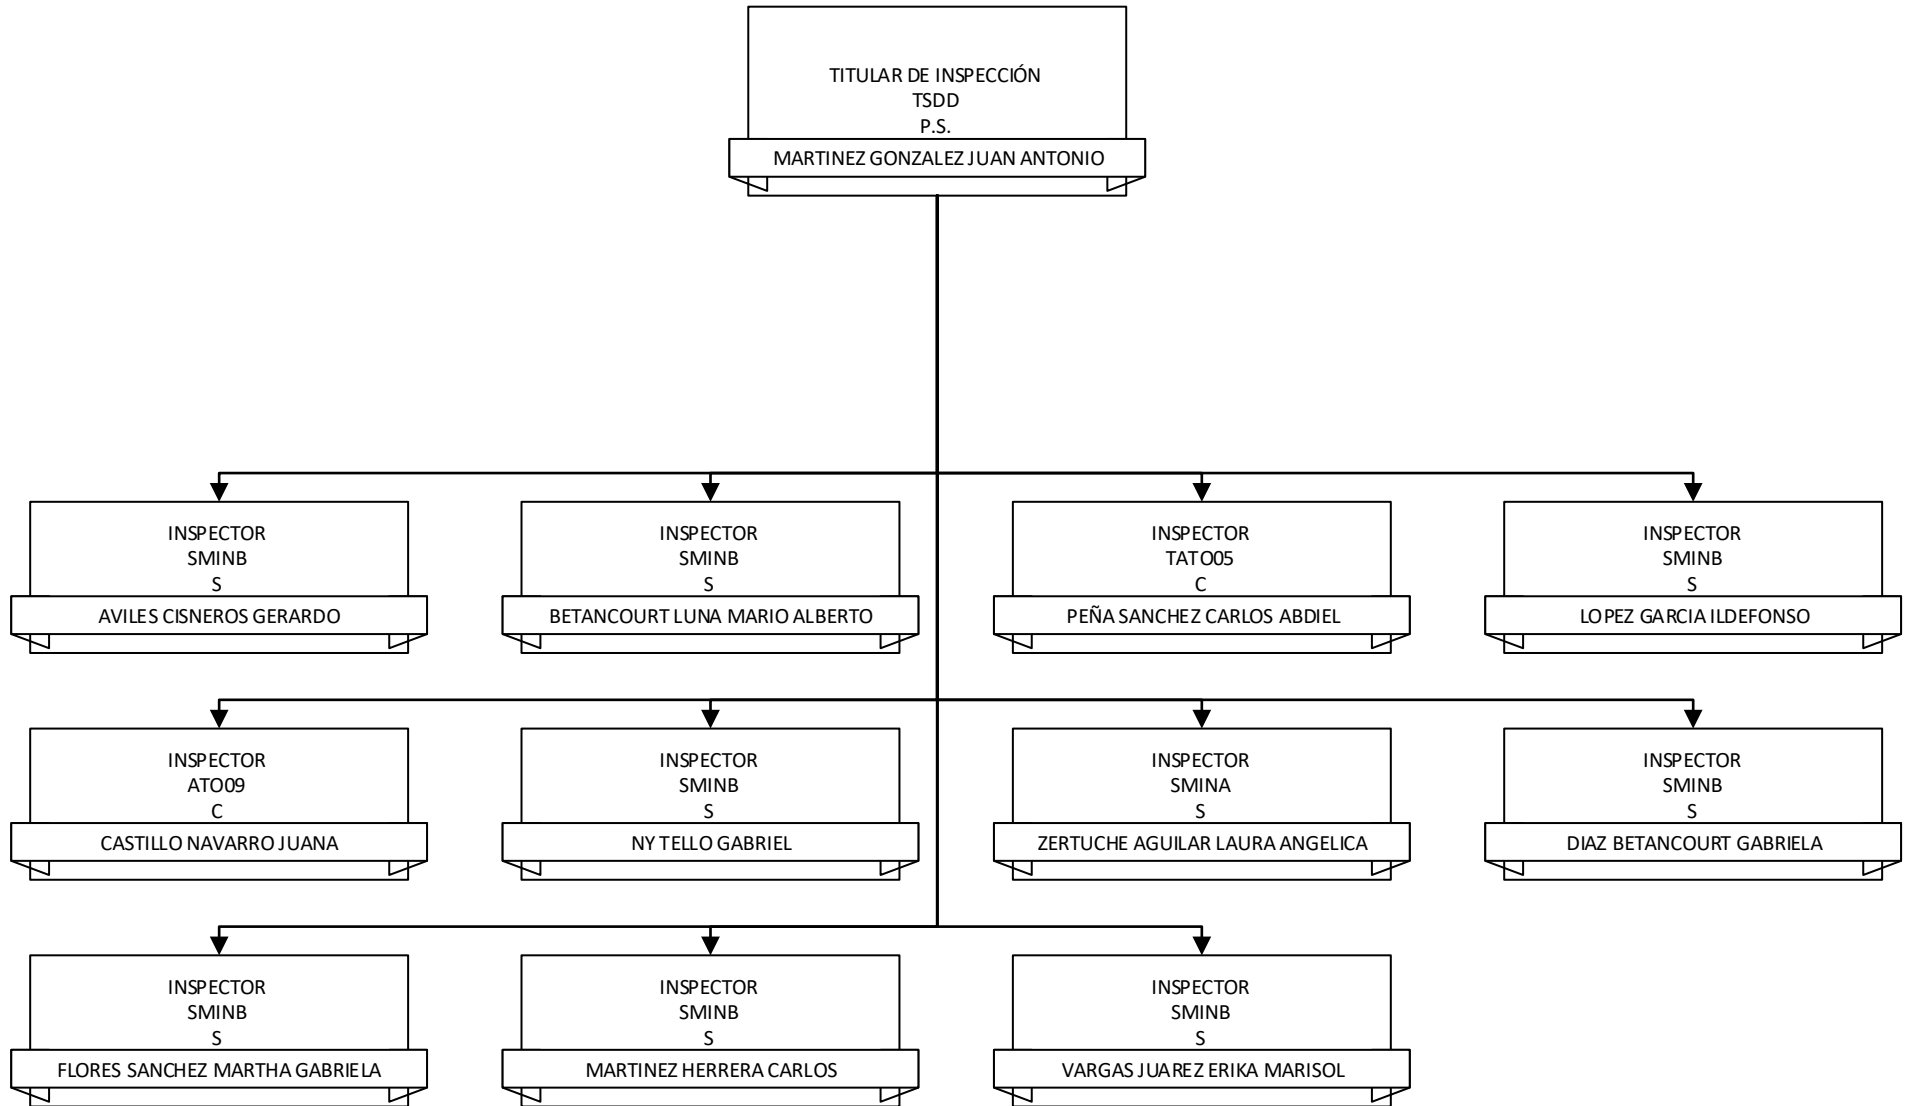 TITULAR DE INSPECCIÓN
TSDD
P.S.
MARTINEZ GONZALEZ JUAN ANTONIO
INSPECTOR
SMINB
S
AVILES CISNEROS GERARDO
INSPECTOR
SMINB
S
BETANCOURT LUNA MARIO ALBERTO
INSPECTOR
TATO05
C
PEÑA SANCHEZ CARLOS ABDIEL
INSPECTOR
SMINB
S
LOPEZ GARCIA ILDEFONSO
INSPECTOR
ATO09
C
CASTILLO NAVARRO JUANA
INSPECTOR
SMINB
S
NY TELLO GABRIEL
INSPECTOR
SMINA
S
ZERTUCHE AGUILAR LAURA ANGELICA
INSPECTOR
SMINB
S
DIAZ BETANCOURT GABRIELA
INSPECTOR
SMINB
S
FLORES SANCHEZ MARTHA GABRIELA
INSPECTOR
SMINB
S
MARTINEZ HERRERA CARLOS
INSPECTOR
SMINB
S
VARGAS JUAREZ ERIKA MARISOL